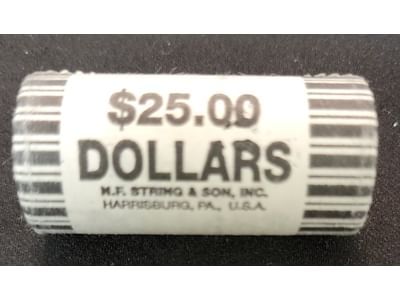 $25.00
DOLLARS
N.F. STRING & SON, INC.
HARRISBURG, PA., U.S.A.